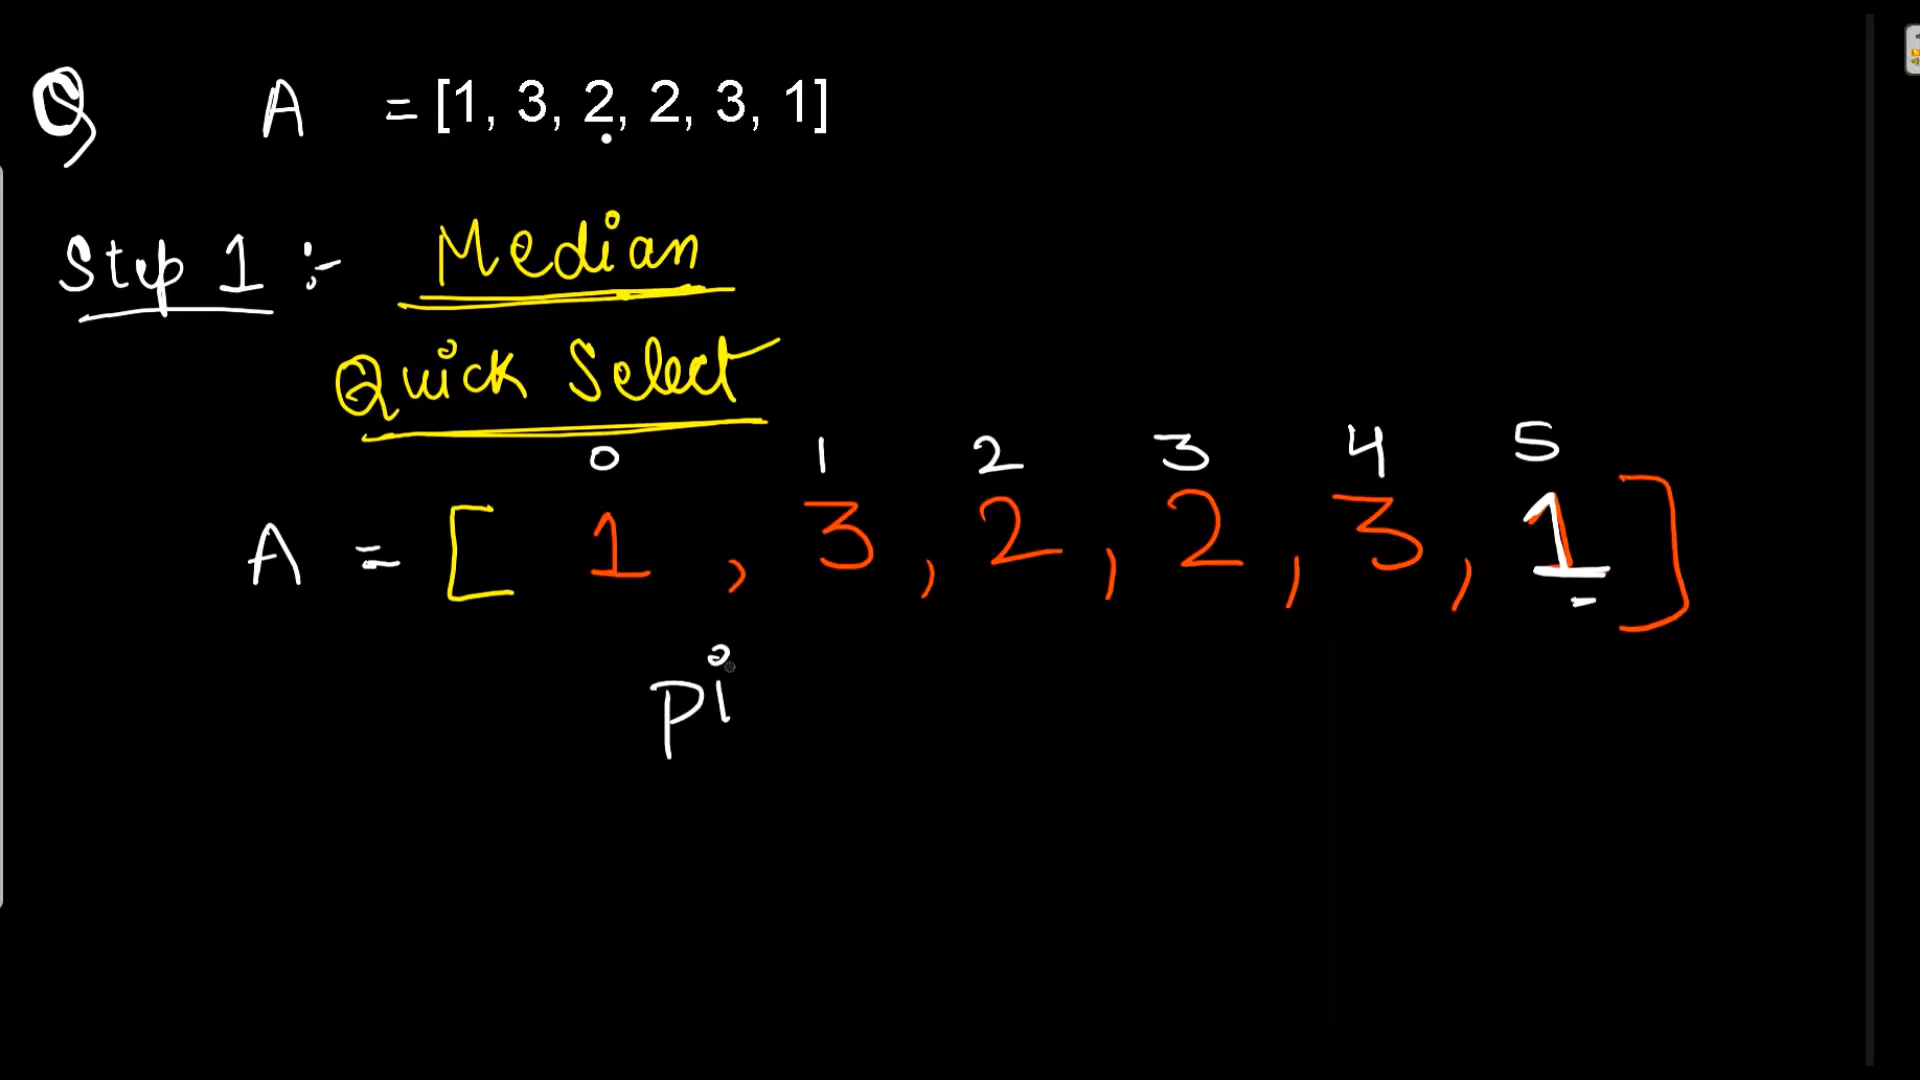 Q A = [1, 3, 2, 2, 3, 1]
Step 1 :- Median
Quick Select
0 1 2 3 4 5
A = [ 1 , 3 , 2 , 2 , 3 , 1 ]
Pi